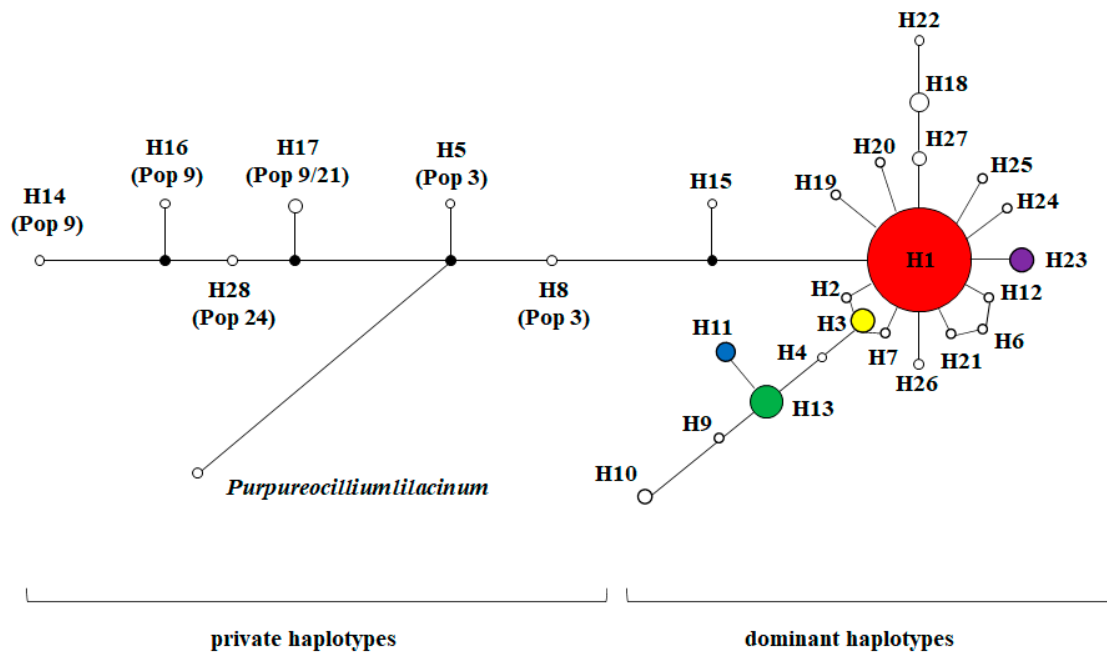 H22
H18
H27
H20
H25
H19
H24
H16
(Pop 9)
H17
(Pop 9/21)
H5
(Pop 3)
H15
H14
(Pop 9)
H1
H23
H28
(Pop 24)
H8
(Pop 3)
H2
H12
H3
H11
H4
H7
H21
H6
H26
H13
H9
H10
Purpureocilliumlilacinum
private haplotypes
dominant haplotypes